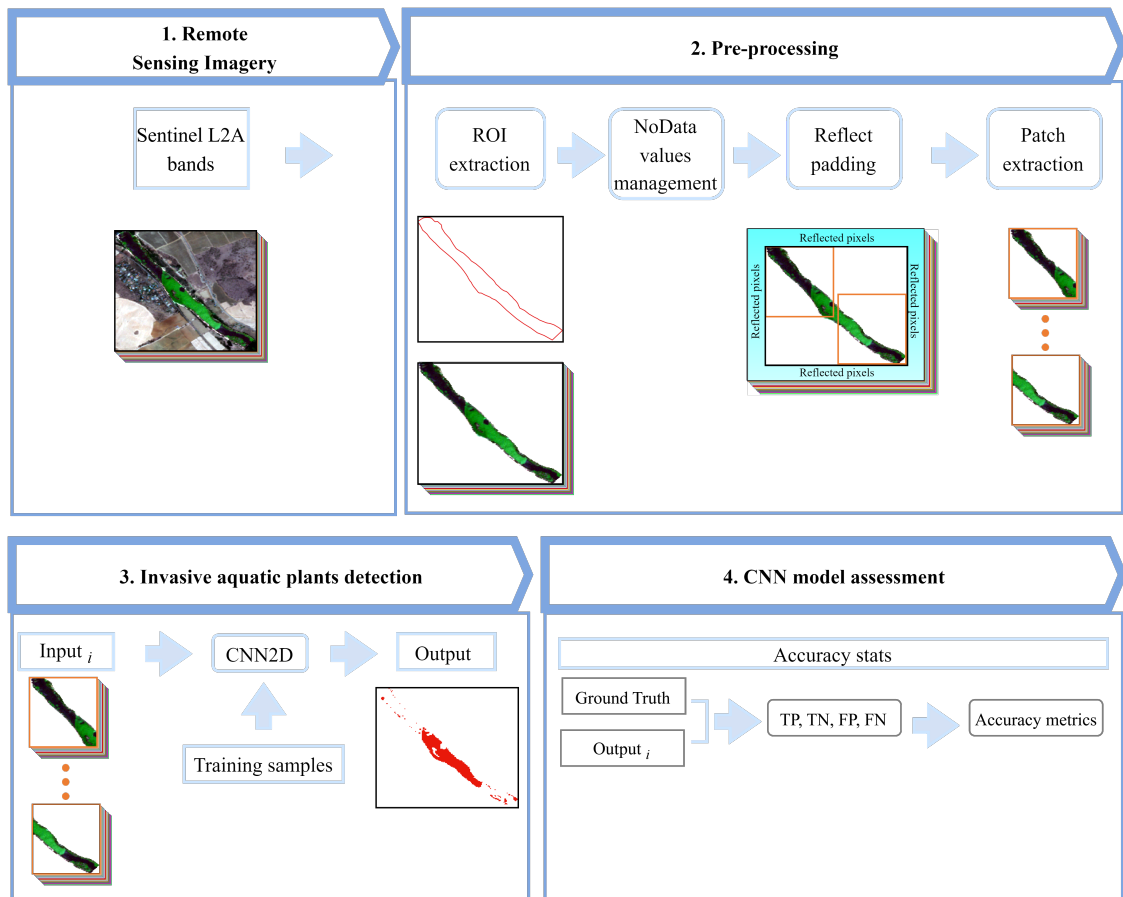 1. Remote
Sensing Imagery
2. Pre-processing
Sentinel L2A
bands
ROI
extraction
NoData
values
management
Reflect
padding
Patch
extraction
Reflected pixels
Reflected pixels
Reflected pixels
Reflected pixels
3. Invasive aquatic plants detection
4. CNN model assessment
Input i
CNN2D
Output
Training samples
Accuracy stats
Ground Truth
Output i
TP, TN, FP, FN
Accuracy metrics